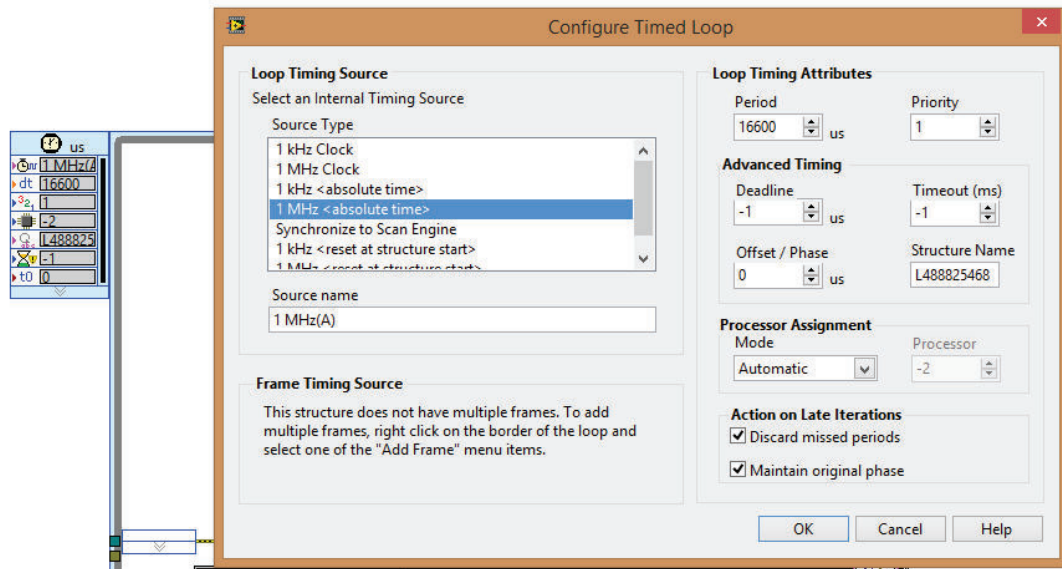 Configure Timed Loop
us
1 MHz(A
dt 16600
1
-2
L488825
-1
t0 0
Loop Timing Source
Select an Internal Timing Source
Source Type
1 kHz Clock
1 MHz Clock
1 kHz <absolute time>
1 MHz <absolute time>
Synchronize to Scan Engine
1 kHz <reset at structure start>
1 MHz <reset at structure start>
Source name
1 MHz(A)
Frame Timing Source
This structure does not have multiple frames. To add
multiple frames, right click on the border of the loop and
select one of the "Add Frame" menu items.
Loop Timing Attributes
Period Priority
16600 us 1
Advanced Timing
Deadline Timeout (ms)
-1 us -1
Offset / Phase Structure Name
0 us L488825468
Processor Assignment
Mode Processor
Automatic -2
Action on Late Iterations
Discard missed periods
Maintain original phase
OK Cancel Help